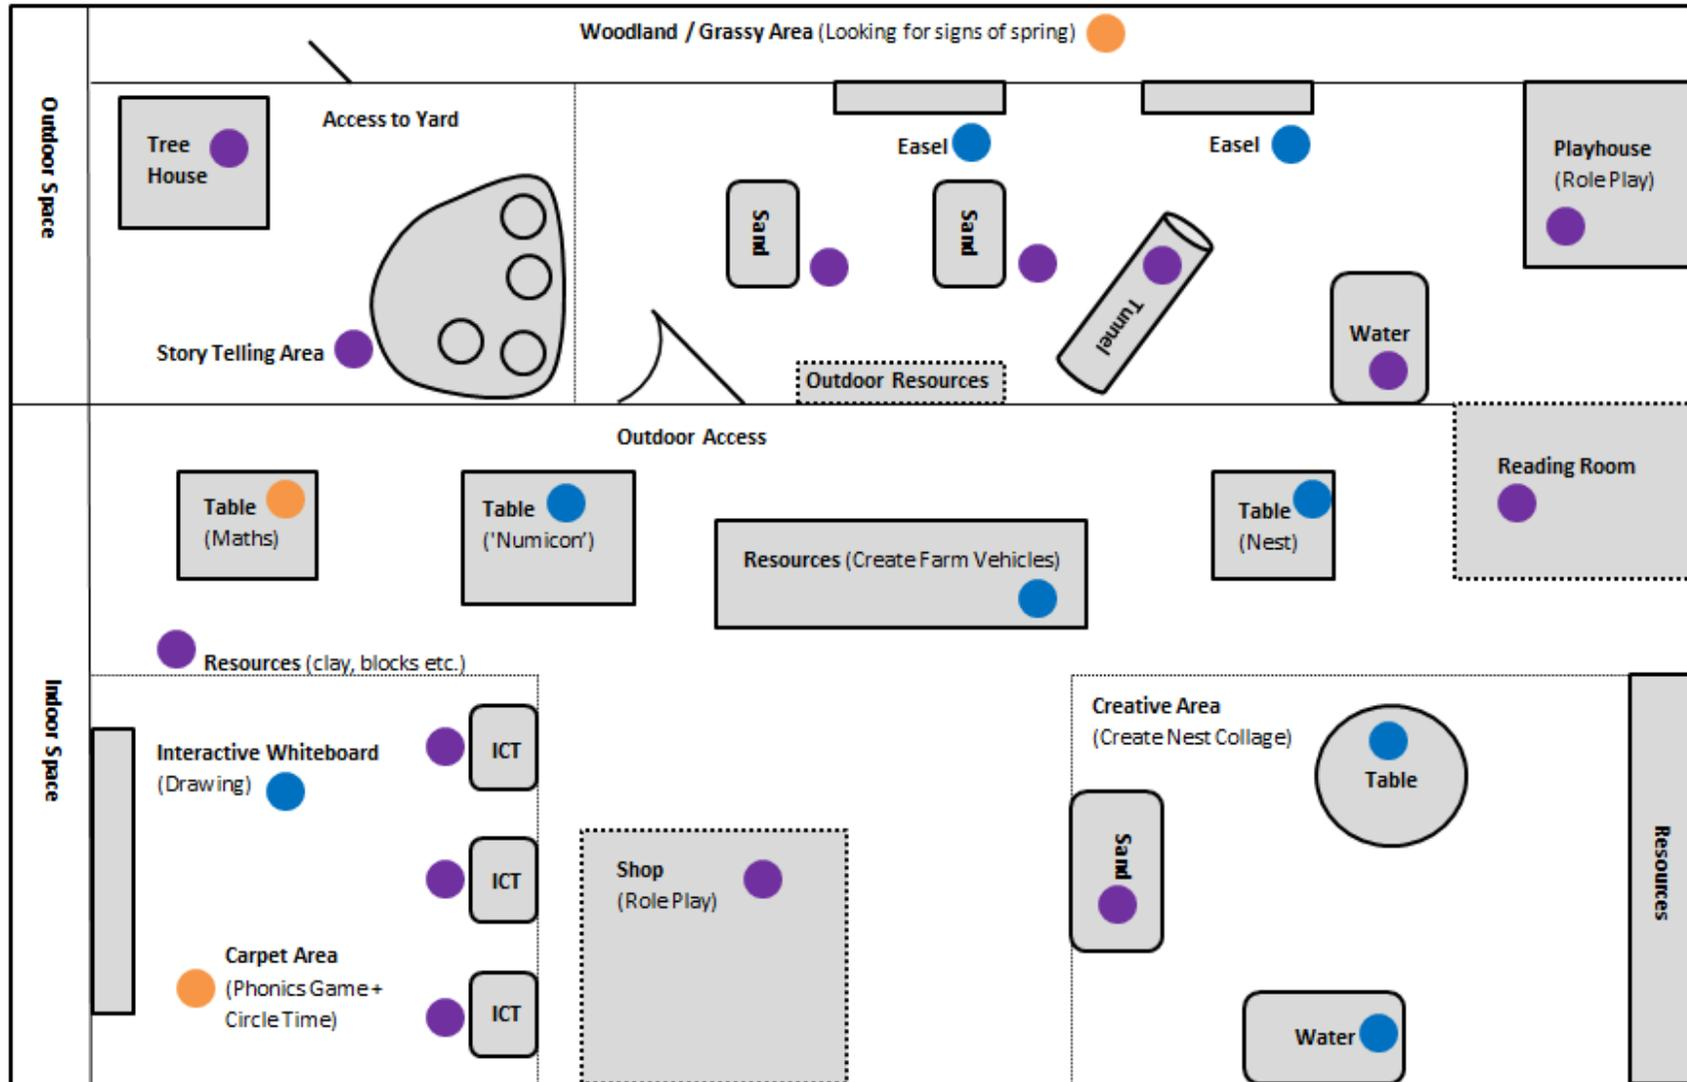 Woodland / Grassy Area (Looking for signs of spring)
Outdoor Space
Tree
House
Access to Yard
Story Telling Area
Easel
Easel
Sand
Sand
Tunnel
Playhouse
(Role Play)
Water
Outdoor Resources
Indoor Space
Outdoor Access
Table
(Maths)
Table
('Numicon')
Resources (Create Farm Vehicles)
Table
(Nest)
Reading Room
Resources (clay, blocks etc.)
Interactive Whiteboard
(Drawing)
ICT
ICT
ICT
Carpet Area
(Phonics Game +
Circle Time)
Shop
(Role Play)
Creative Area
(Create Nest Collage)
Table
Sand
Water
Resources